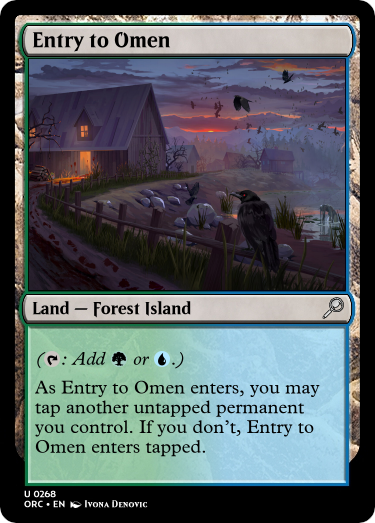 Entry to Omen
Land — Forest Island
(: Add or .)
As Entry to Omen enters, you may
tap another untapped permanent
you control. If you don't, Entry to
Omen enters tapped.
U 0268
ORC • EN Ivona Denovic